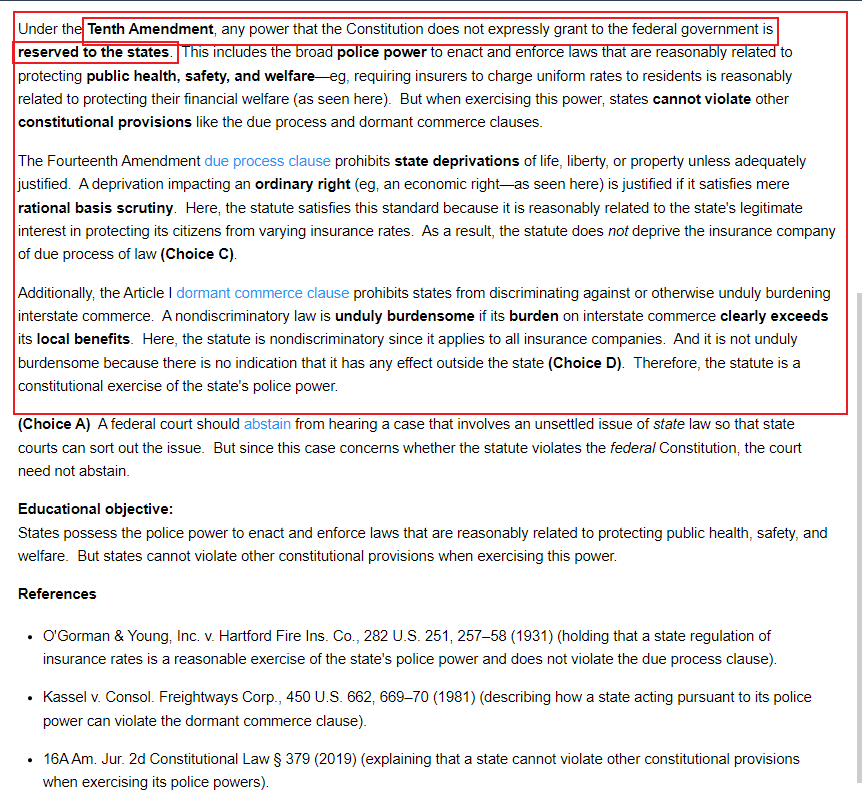 Under the Tenth Amendment, any power that the Constitution does not expressly grant to the federal government is
reserved to the states. This includes the broad police power to enact and enforce laws that are reasonably related to
protecting public health, safety, and welfare—eg, requiring insurers to charge uniform rates to residents is reasonably
related to protecting their financial welfare (as seen here). But when exercising this power, states cannot violate other
constitutional provisions like the due process and dormant commerce clauses.
The Fourteenth Amendment due process clause prohibits state deprivations of life, liberty, or property unless adequately
justified. A deprivation impacting an ordinary right (eg, an economic right—as seen here) is justified if it satisfies mere
rational basis scrutiny. Here, the statute satisfies this standard because it is reasonably related to the state's legitimate
interest in protecting its citizens from varying insurance rates. As a result, the statute does not deprive the insurance company
of due process of law (Choice C).
Additionally, the Article I dormant commerce clause prohibits states from discriminating against or otherwise unduly burdening
interstate commerce. A nondiscriminatory law is unduly burdensome if its burden on interstate commerce clearly exceeds
its local benefits. Here, the statute is nondiscriminatory since it applies to all insurance companies. And it is not unduly
burdensome because there is no indication that it has any effect outside the state (Choice D). Therefore, the statute is a
constitutional exercise of the state's police power.
(Choice A) A federal court should abstain from hearing a case that involves an unsettled issue of state law so that state
courts can sort out the issue. But since this case concerns whether the statute violates the federal Constitution, the court
need not abstain.
Educational objective:
States possess the police power to enact and enforce laws that are reasonably related to protecting public health, safety, and
welfare. But states cannot violate other constitutional provisions when exercising this power.
References
• O'Gorman & Young, Inc. v. Hartford Fire Ins. Co., 282 U.S. 251, 257–58 (1931) (holding that a state regulation of
insurance rates is a reasonable exercise of the state's police power and does not violate the due process clause).
• Kassel v. Consol. Freightways Corp., 450 U.S. 662, 669–70 (1981) (describing how a state acting pursuant to its police
power can violate the dormant commerce clause).
• 16A Am. Jur. 2d Constitutional Law § 379 (2019) (explaining that a state cannot violate other constitutional provisions
when exercising its police powers).